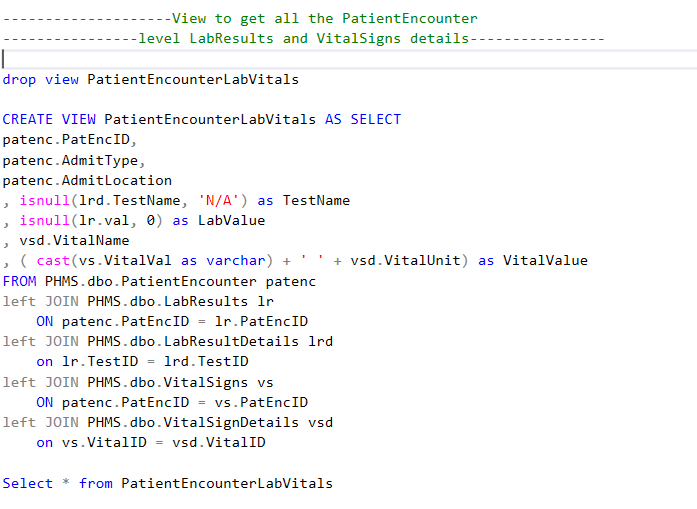 --------------------View to get all the PatientEncounter
----------------level LabResults and VitalSigns details----------------
drop view PatientEncounterLabVitals
CREATE VIEW PatientEncounterLabVitals AS SELECT
patenc.PatEncID,
patenc.AdmitType,
patenc.AdmitLocation
, isnull(lrd.TestName, 'N/A') as TestName
, isnull(lr.val, 0) as LabValue
, vsd.VitalName
, ( cast(vs.VitalVal as varchar) + ' ' + vsd.VitalUnit) as VitalValue
FROM PHMS.dbo.PatientEncounter patenc
left JOIN PHMS.dbo.LabResults lr
    ON patenc.PatEncID = lr.PatEncID
left JOIN PHMS.dbo.LabResultDetails lrd
    on lr.TestID = lrd.TestID
left JOIN PHMS.dbo.VitalSigns vs
    ON patenc.PatEncID = vs.PatEncID
left JOIN PHMS.dbo.VitalSignDetails vsd
    on vs.VitalID = vsd.VitalID
Select * from PatientEncounterLabVitals